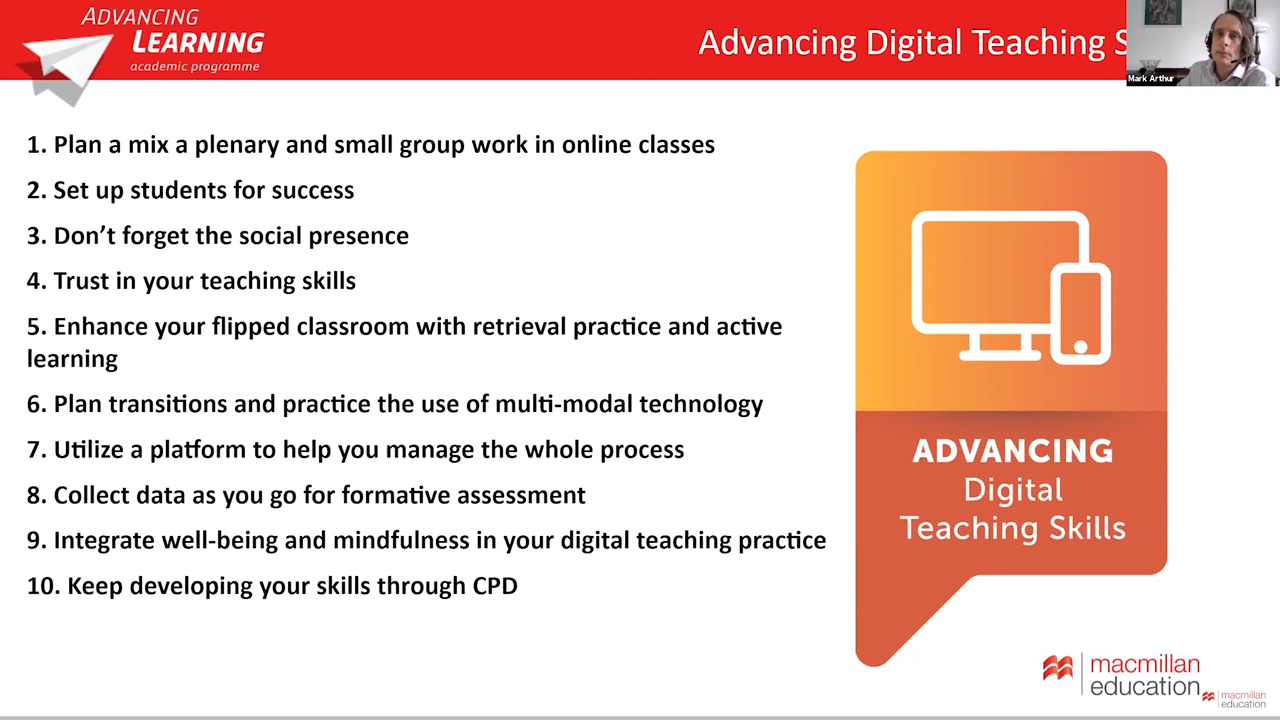 ADVANCING
LEARNING
academic programme
Advancing Digital Teaching S
Mark Arthur
1. Plan a mix a plenary and small group work in online classes
2. Set up students for success
3. Don’t forget the social presence
4. Trust in your teaching skills
5. Enhance your flipped classroom with retrieval practice and active
learning
6. Plan transitions and practice the use of multi-modal technology
7. Utilize a platform to help you manage the whole process
8. Collect data as you go for formative assessment
9. Integrate well-being and mindfulness in your digital teaching practice
10. Keep developing your skills through CPD
ADVANCING
Digital
Teaching Skills
macmillan
education
macmillan
education